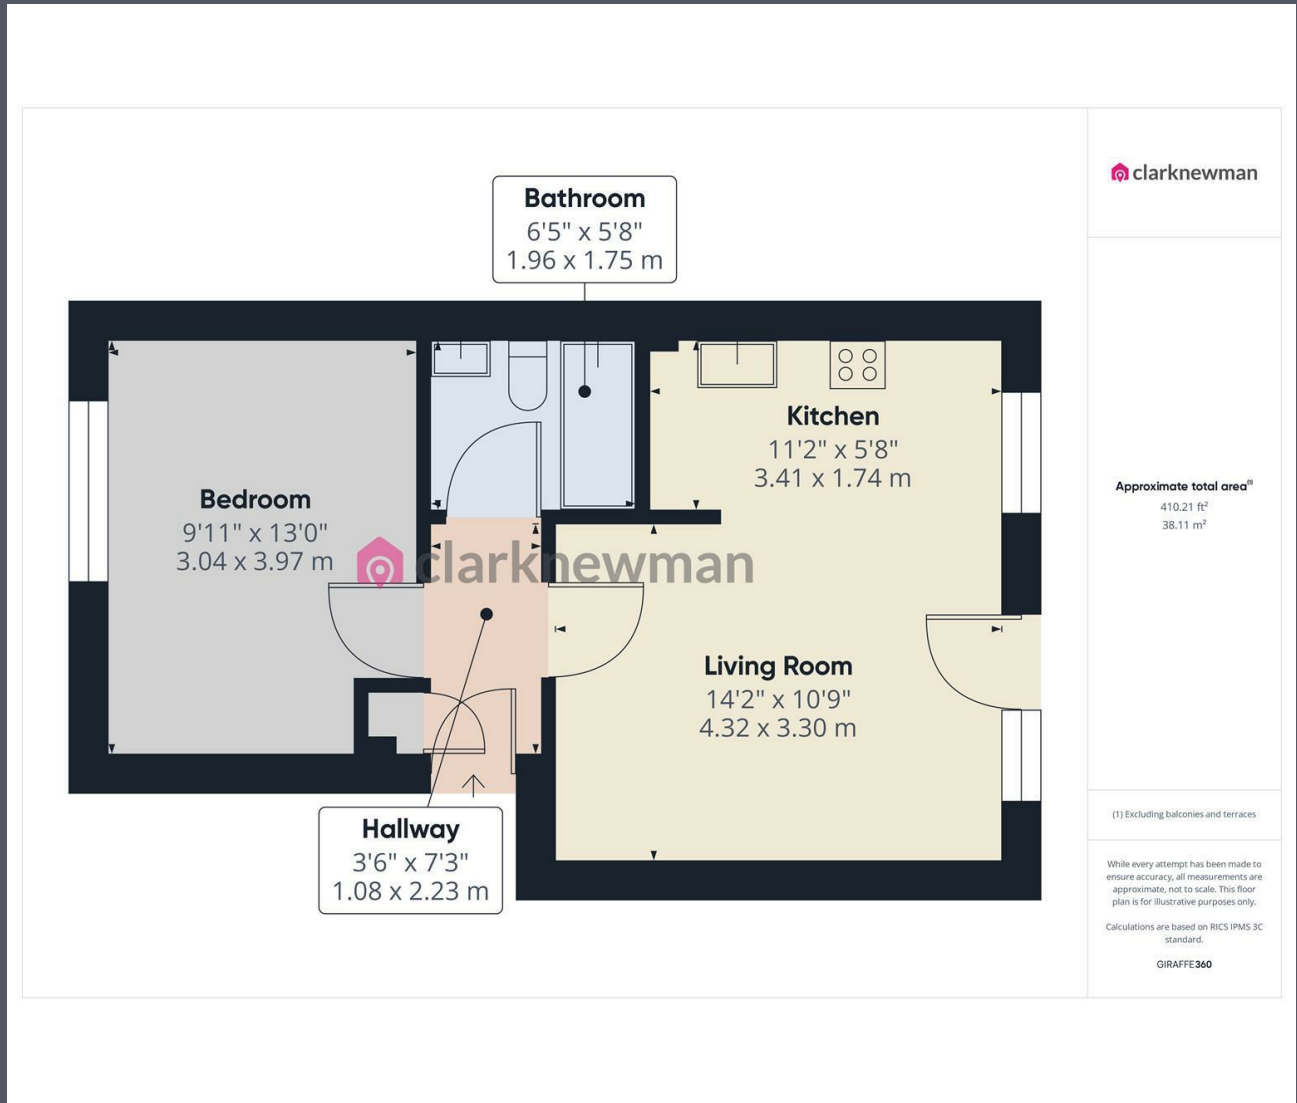 clarknewman
Bathroom
6'5" x 5'8"
1.96 x 1.75 m
Kitchen
11'2" x 5'8"
3.41 x 1.74 m
Bedroom
9'11" x 13'0"
3.04 x 3.97 m
clarknewman
Living Room
14'2" x 10'9"
4.32 x 3.30 m
Hallway
3'6" x 7'3"
1.08 x 2.23 m
Approximate total area(1)
410.21 ft²
38.11 m²
(1) Excluding balconies and terraces
While every attempt has been made to
ensure accuracy, all measurements are
approximate, not to scale. This floor
plan is for illustrative purposes only.
Calculations are based on RICS IPMS 3C
standard.
GIRAFFE360